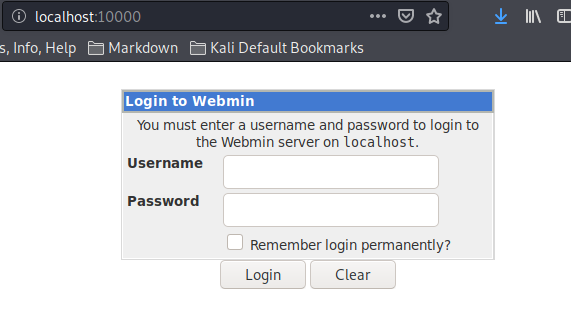 localhost:10000
s, Info, Help Markdown Kali Default Bookmarks
Login to Webmin
You must enter a username and password to login to
the Webmin server on localhost.
Username
Password
Remember login permanently?
Login Clear